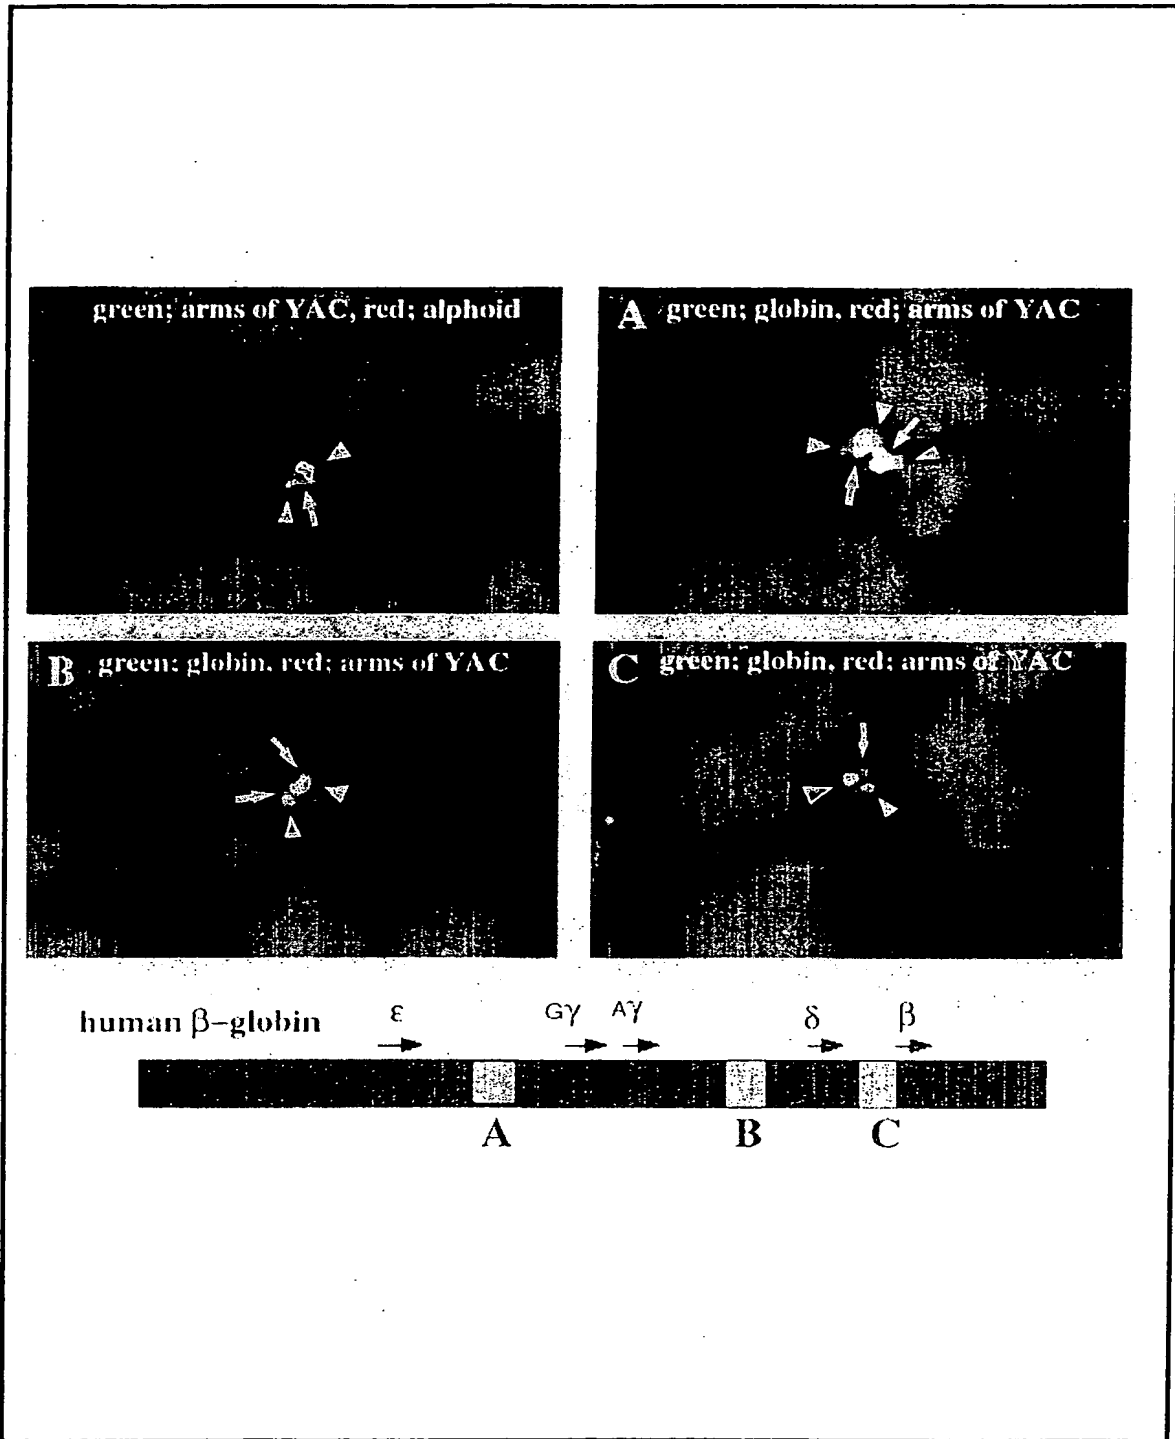 green; arms of YAC, red; alphoid
A green; globin, red; arms of YAC
B green; globin, red; arms of YAC
C green; globin, red; arms of YAC
human β-globin ε Gγ Aγ δ β
A B C